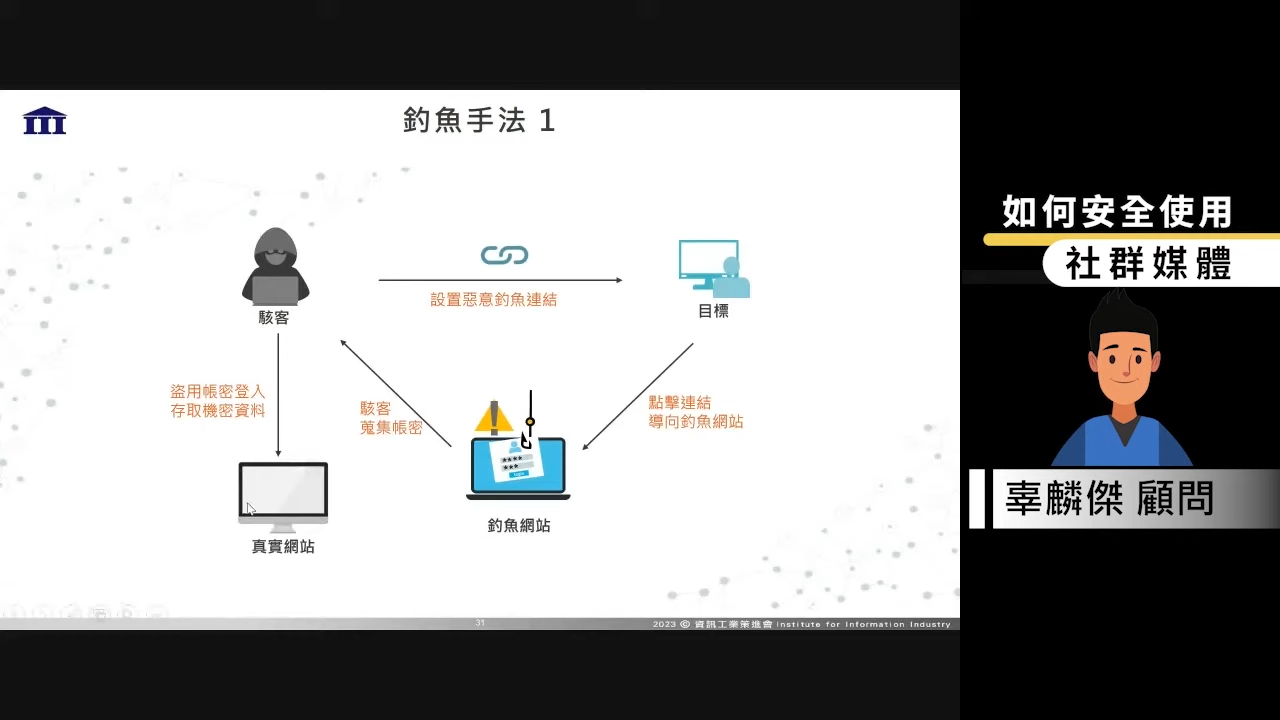 釣魚手法 1
駭客
設置惡意釣魚連結
目標
盜用帳密登入
存取機密資料
駭客
蒐集帳密
點擊連結
導向釣魚網站
真實網站
釣魚網站
31
2023 © 資訊工業策進會 Institute for Information Industry
如何安全使用
社群媒體
辜麟傑 顧問